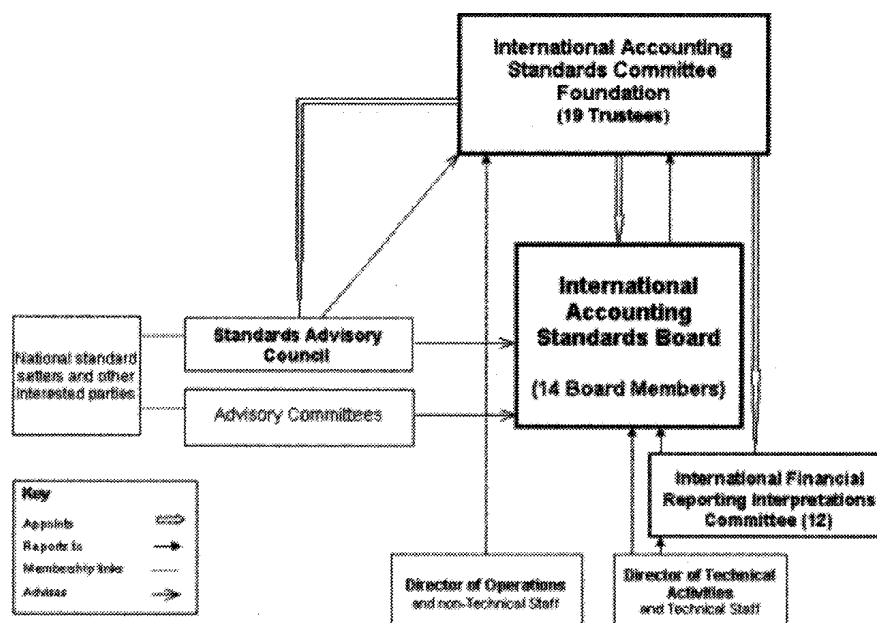 International Accounting
Standards Committee
Foundation
(19 Trustees)
International
Accounting
Standards Board
(14 Board Members)
National standard
setters and other
interested parties
Standards Advisory
Council
Advisory Committees
International Financial
Reporting Interpretations
Committee (12)
Key
Appoints
Reports to
Membership links
Advises
Director of Operations
and non-Technical Staff
Director of Technical
Activities
and Technical Staff